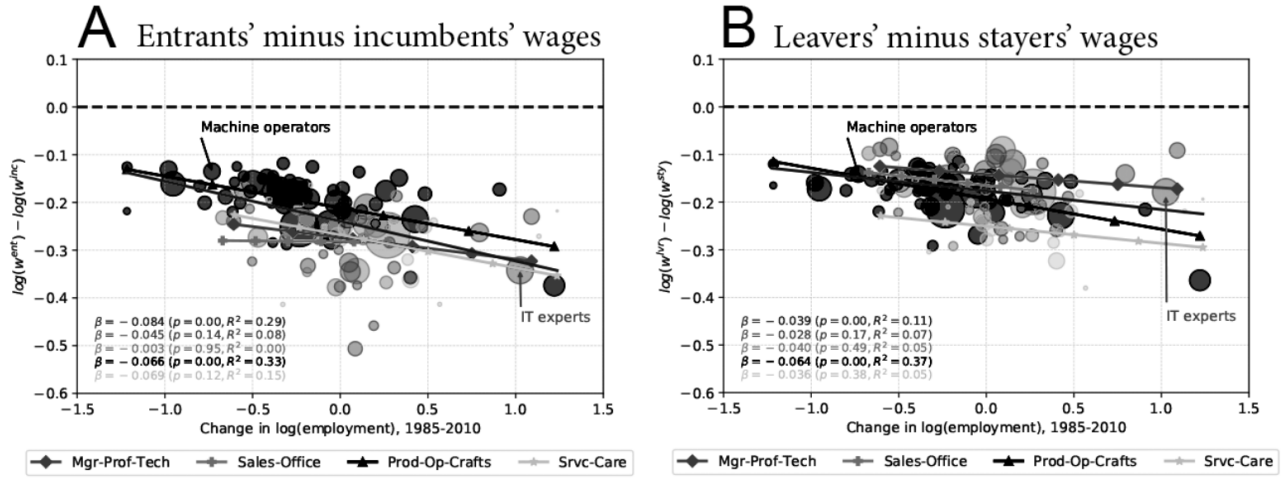 A Entrants’ minus incumbents’ wages
0.1
0.0
−0.1
−0.2
−0.3
−0.4
−0.5
−0.6
log(w^ent) − log(w^inc)
Machine operators
IT experts
β = −0.084 (p = 0.00, R² = 0.29)
β = −0.045 (p = 0.14, R² = 0.08)
β = −0.003 (p = 0.95, R² = 0.00)
β = −0.066 (p = 0.00, R² = 0.33)
β = −0.069 (p = 0.12, R² = 0.15)
−1.5 −1.0 −0.5 0.0 0.5 1.0 1.5
Change in log(employment), 1985-2010
Mgr-Prof-Tech Sales-Office Prod-Op-Crafts Srvc-Care
B Leavers’ minus stayers’ wages
0.1
0.0
−0.1
−0.2
−0.3
−0.4
−0.5
−0.6
log(w^lvr) − log(w^sty)
Machine operators
IT experts
β = −0.039 (p = 0.00, R² = 0.11)
β = −0.028 (p = 0.17, R² = 0.07)
β = −0.040 (p = 0.49, R² = 0.05)
β = −0.064 (p = 0.00, R² = 0.37)
β = −0.036 (p = 0.38, R² = 0.05)
−1.5 −1.0 −0.5 0.0 0.5 1.0 1.5
Change in log(employment), 1985-2010
Mgr-Prof-Tech Sales-Office Prod-Op-Crafts Srvc-Care